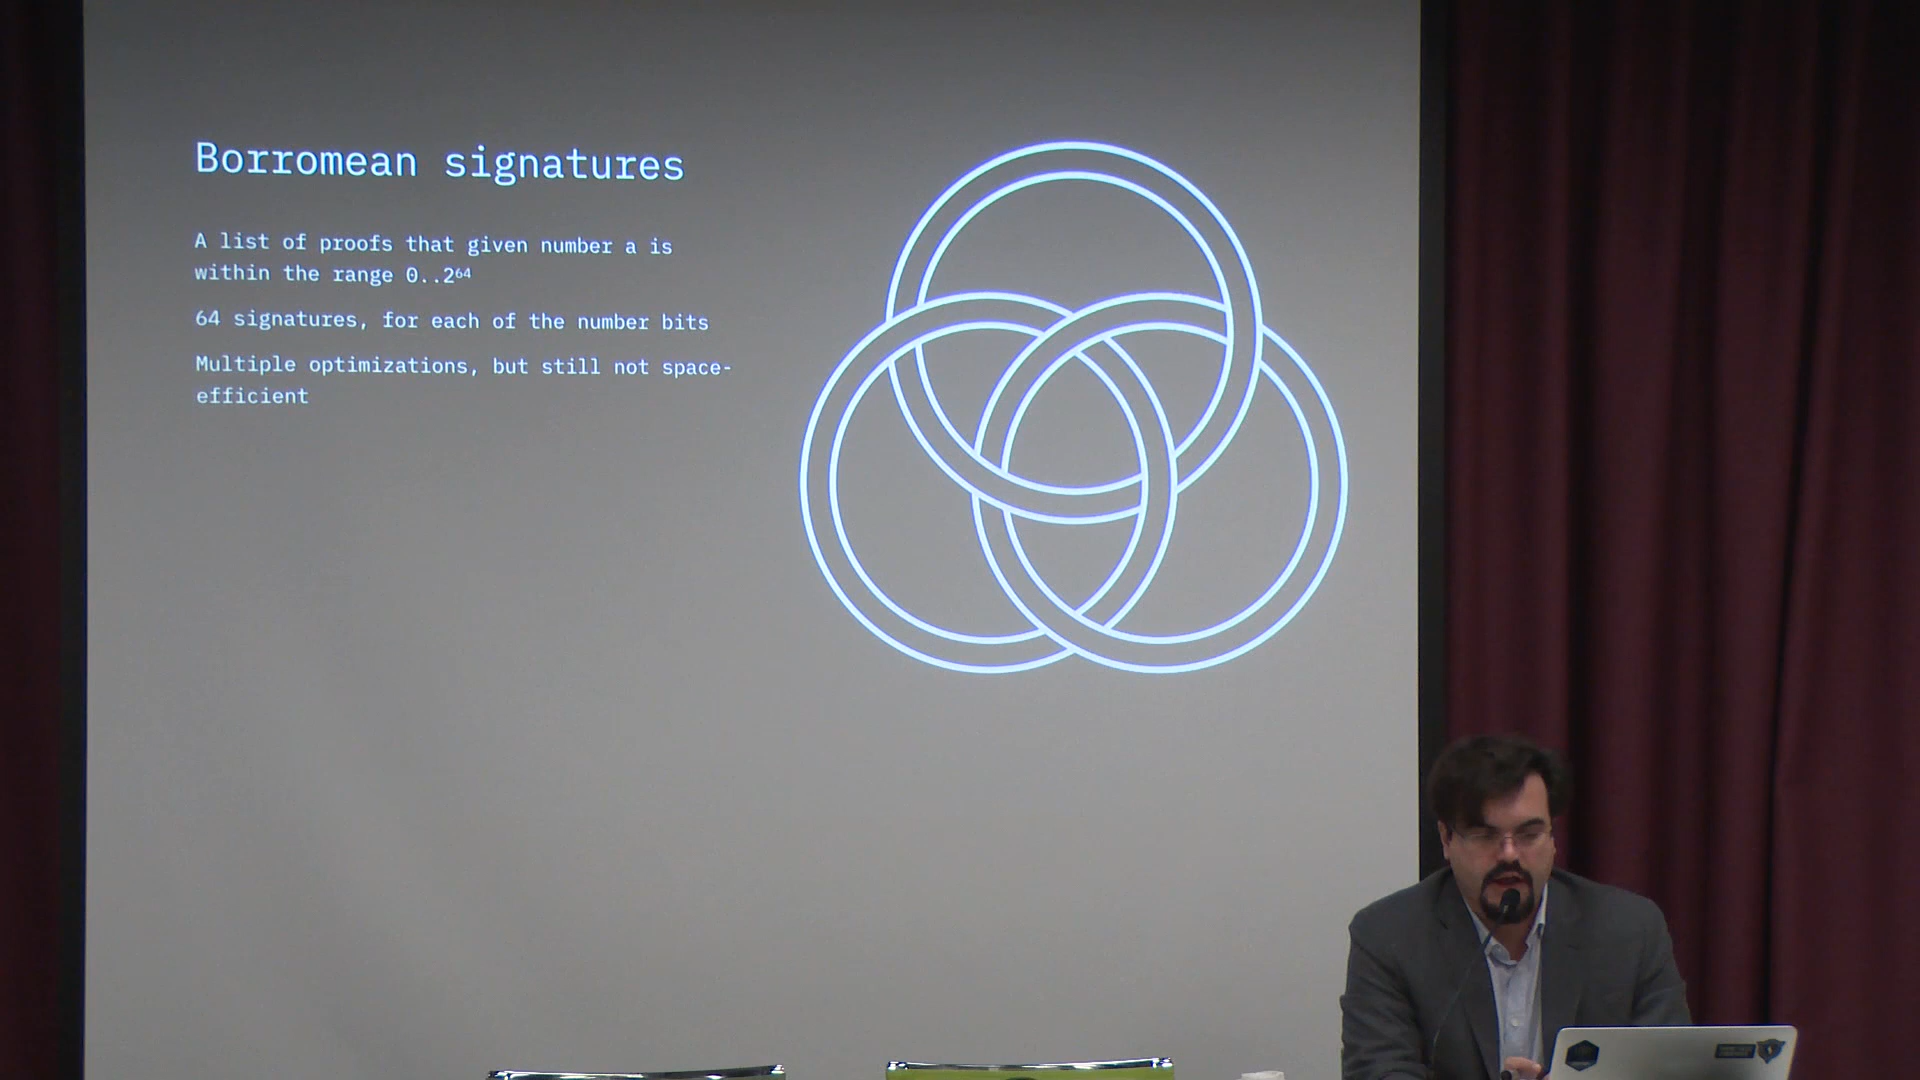 Borromean signatures
A list of proofs that given number a is
within the range 0..2⁶⁴
64 signatures, for each of the number bits
Multiple optimizations, but still not space-
efficient